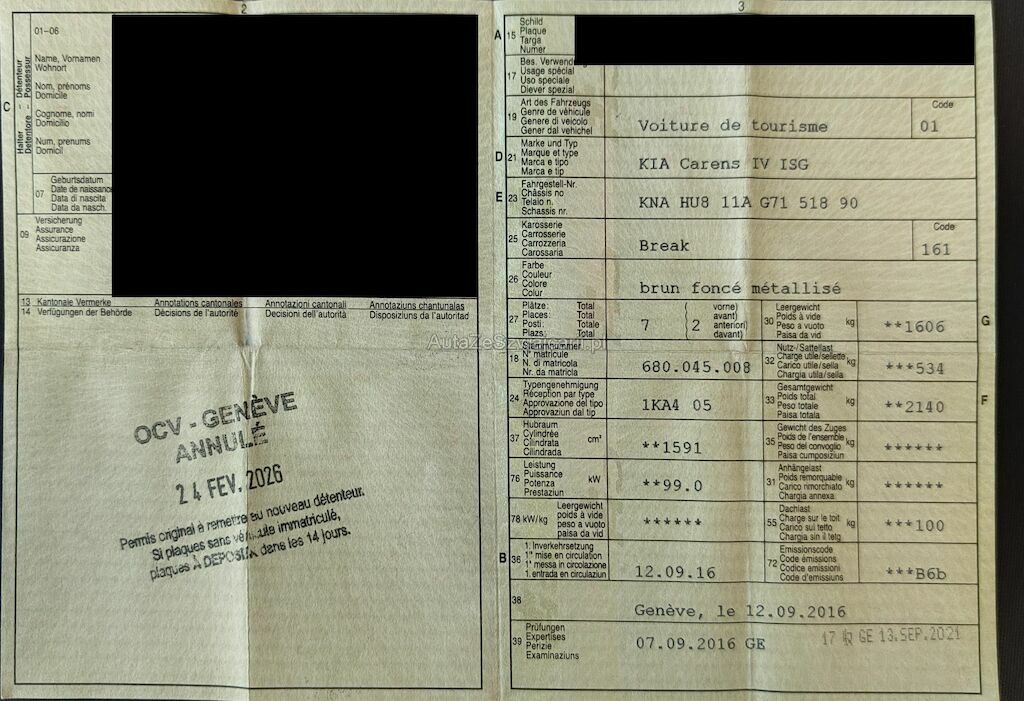 2
01–06
Halter - Détenteur
Detentore - Possessur
C
Name, Vornamen
Wohnort
Nom, prénoms
Domicile
Cognome, nomi
Domicilio
Num, prenums
Domicil
07
Geburtsdatum
Date de naissance
Data di nascita
Data da nasch.
09
Versicherung
Assurance
Assicurazione
Assicuranza
13 Kantonale Vermerke Annotations cantonales Annotazioni cantonali Annotaziuns chantunalas
14 Verfügungen der Behörde Décisions de l'autorité Decisioni dell'autorità Disposiziuns da l'autoritad
OCV - GENÈVE
ANNULÉ
24 FEV. 2026
Permis original à remettre au nouveau détenteur.
Si plaques sans véhicule immatriculé,
plaques À DEPOSER dans les 14 jours.
3
A 15
Schild
Plaque
Targa
Numer
17
Bes. Verwend
Usage spécial
Uso speciale
Diever spezial
19
Art des Fahrzeugs
Genre de véhicule
Genere di veicolo
Gener dal vehichel
Voiture de tourisme
Code
01
D 21
Marke und Typ
Marque et type
Marca e tipo
Marca e tip
KIA Carens IV ISG
E 23
Fahrgestell-Nr.
Châssis no
Telaio n.
Schassis nr.
KNA HU8 11A G71 518 90
25
Karosserie
Carrosserie
Carrozzeria
Carossaria
Break
Code
161
26
Farbe
Couleur
Colore
Colur
brun foncé métallisé
27
Plätze: Total
Places: Total
Posti: Totale
Plazs: Total
7
( 2
vorne)
avant)
anteriori)
davant)
30
Leergewicht
Poids à vide
Peso a vuoto
Paisa da vid
kg
**1606
G
AutaZeSzwajcarii.pl
18
Stammnummer
N° matricule
N. di matricola
Nr. da matricla
680.045.008
32
Nutz-/Sattellast
Charge utile/sellette
Carico utile/sella
Chargia utila/sella
kg
***534
24
Typengenehmigung
Réception par type
Approvazione del tipo
Approvaziun dal tip
1KA4 05
33
Gesamtgewicht
Poids total
Peso totale
Paisa totala
kg
**2140
F
37
Hubraum
Cylindrée
Cilindrata
Cilindrada
cm³
**1591
35
Gewicht des Zuges
Poids de l'ensemble
Peso del convoglio
Paisa cumposiziun
kg
******
76
Leistung
Puissance
Potenza
Prestaziun
kW
**99.0
31
Anhängelast
Poids remorquable
Carico rimorchiato
Chargia annexa
kg
******
78 kW/kg
Leergewicht
poids à vide
peso a vuoto
paisa da vid
******
55
Dachlast
Charge sur le toit
Carico sul tetto
Chargia sin il tetg
kg
***100
B 36
1. Inverkehrsetzung
1re mise en circulation
1a messa in circolazione
1. entrada en circulaziun
12.09.16
72
Emissionscode
Code émissions
Codice emissioni
Code d'emissiuns
***B6b
38
Genève, le 12.09.2016
39
Prüfungen
Expertises
Perizie
Examinaziuns
07.09.2016 GE
GE 13.SEP.2021